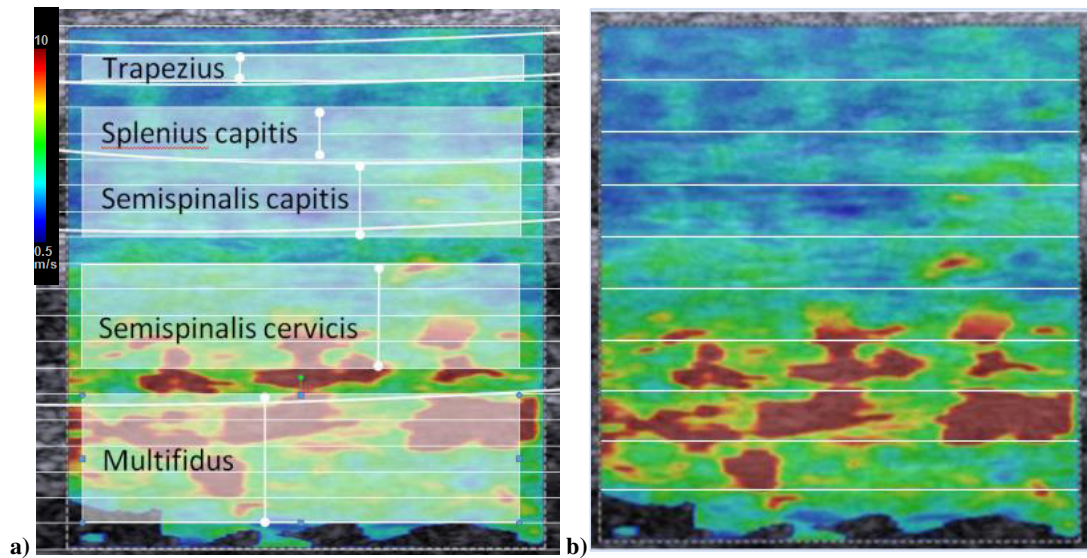 10
Trapezius
Splenius capitis
Semispinalis capitis
0.5
m/s
Semispinalis cervicis
Multifidus
a)
b)